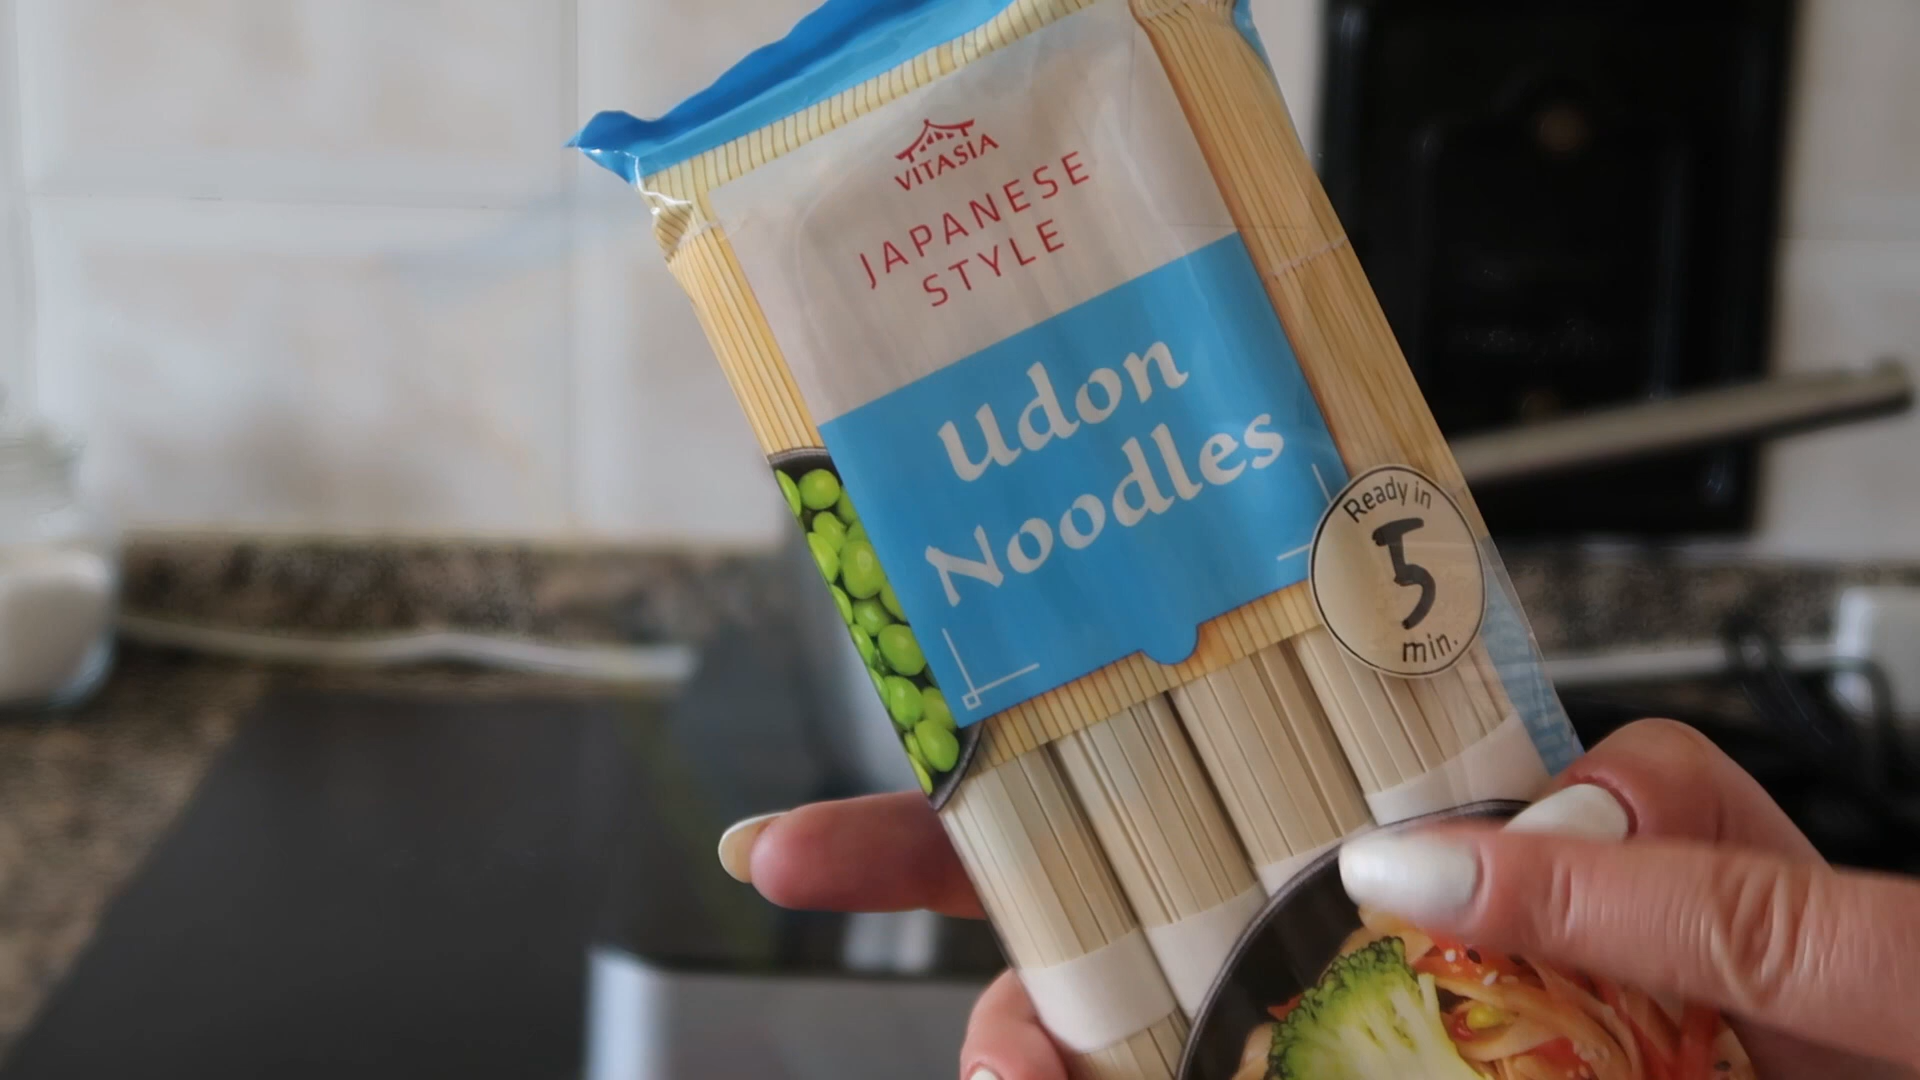 VITASIA
JAPANESE
STYLE
Udon
Noodles
Ready in
5
min.